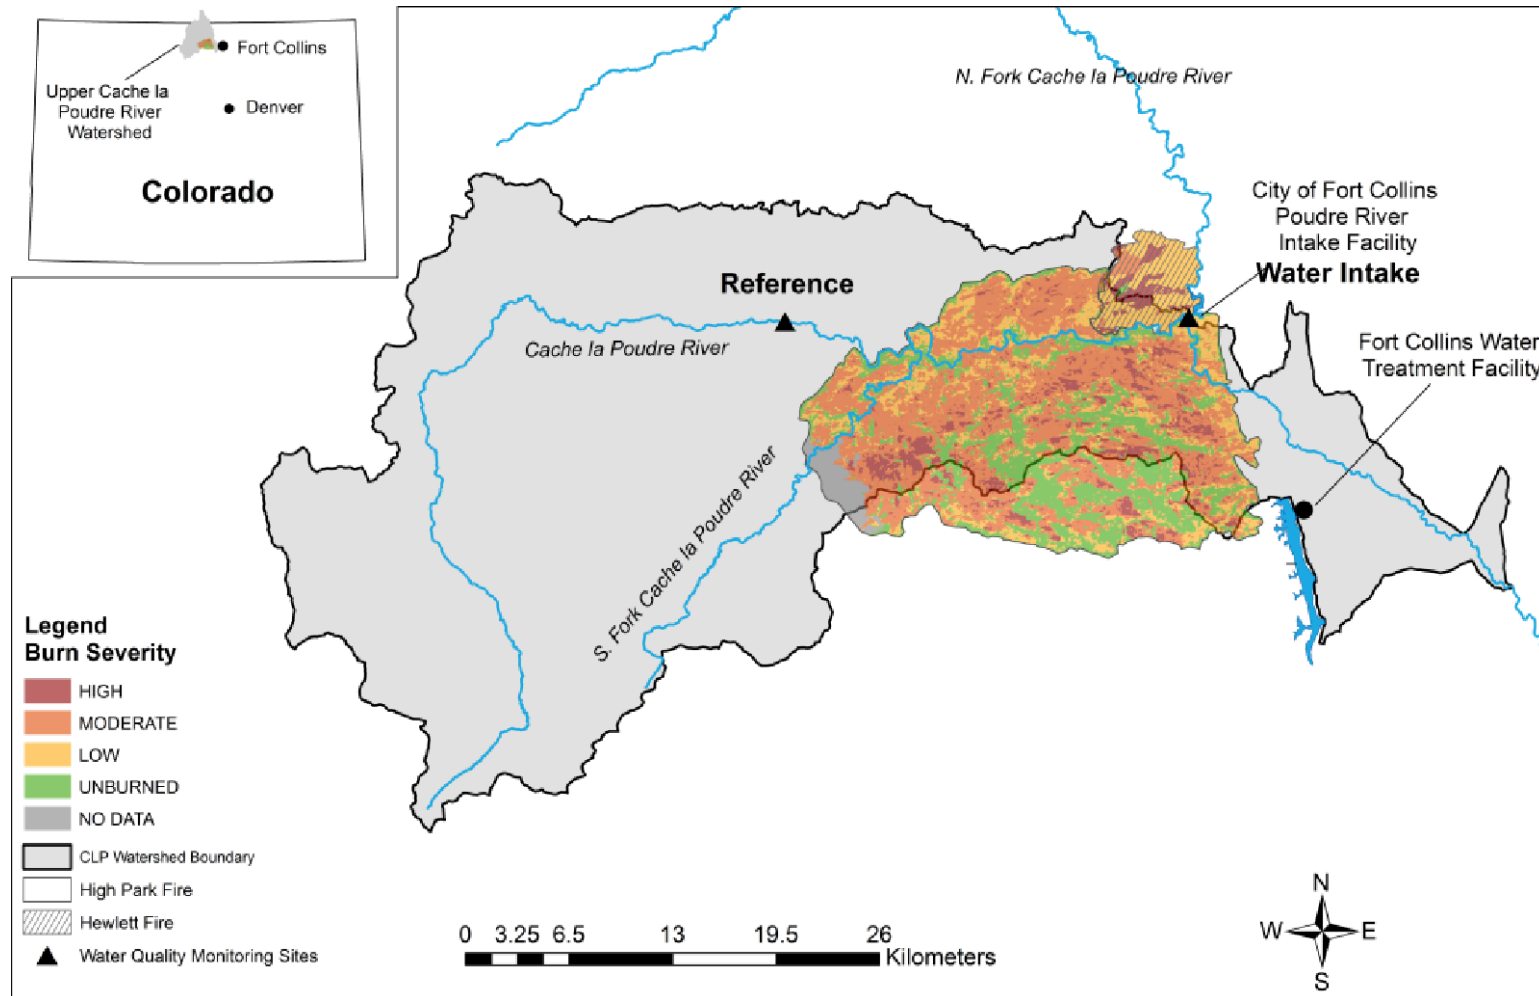 Fort Collins
Upper Cache la
Poudre River
Watershed
Denver
Colorado
N. Fork Cache la Poudre River
City of Fort Collins
Poudre River
Intake Facility
Water Intake
Reference
Cache la Poudre River
Fort Collins Water
Treatment Facility
S. Fork Cache la Poudre River
Legend
Burn Severity
HIGH
MODERATE
LOW
UNBURNED
NO DATA
CLP Watershed Boundary
High Park Fire
Hewlett Fire
Water Quality Monitoring Sites
0 3.25 6.5 13 19.5 26
Kilometers
N
W E
S